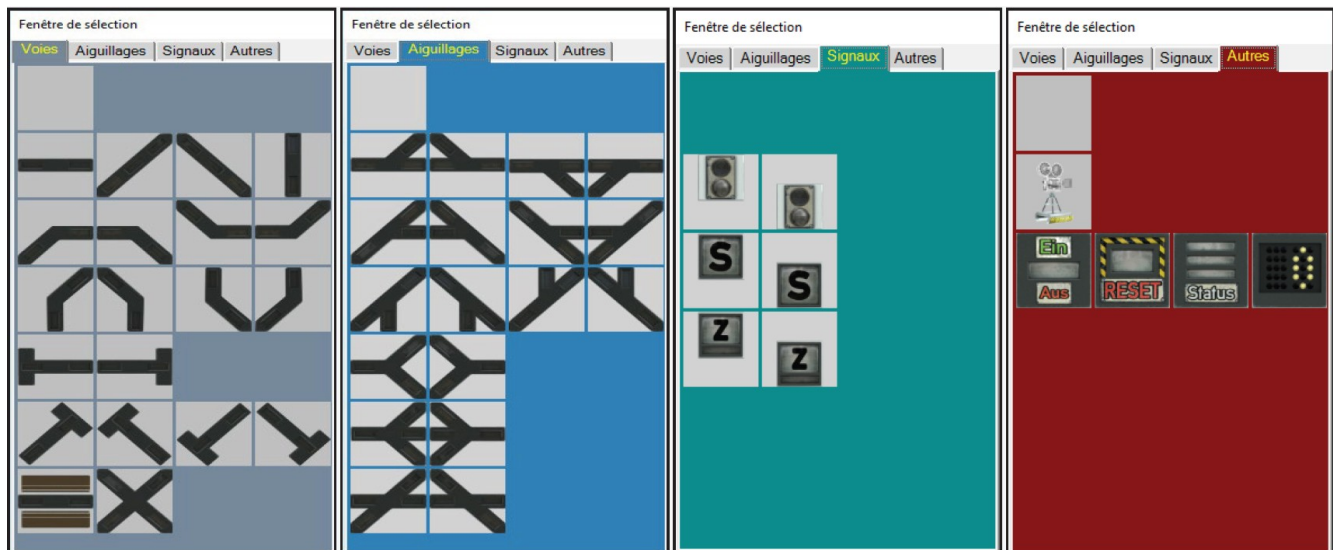 Fenêtre de sélection
Voies Aiguillages Signaux Autres
Fenêtre de sélection
Voies Aiguillages Signaux Autres
S
S
Z
Z
Fenêtre de sélection
Voies Aiguillages Signaux Autres
Fenêtre de sélection
Voies Aiguillages Signaux Autres
Ein
Aus
RESET
Status